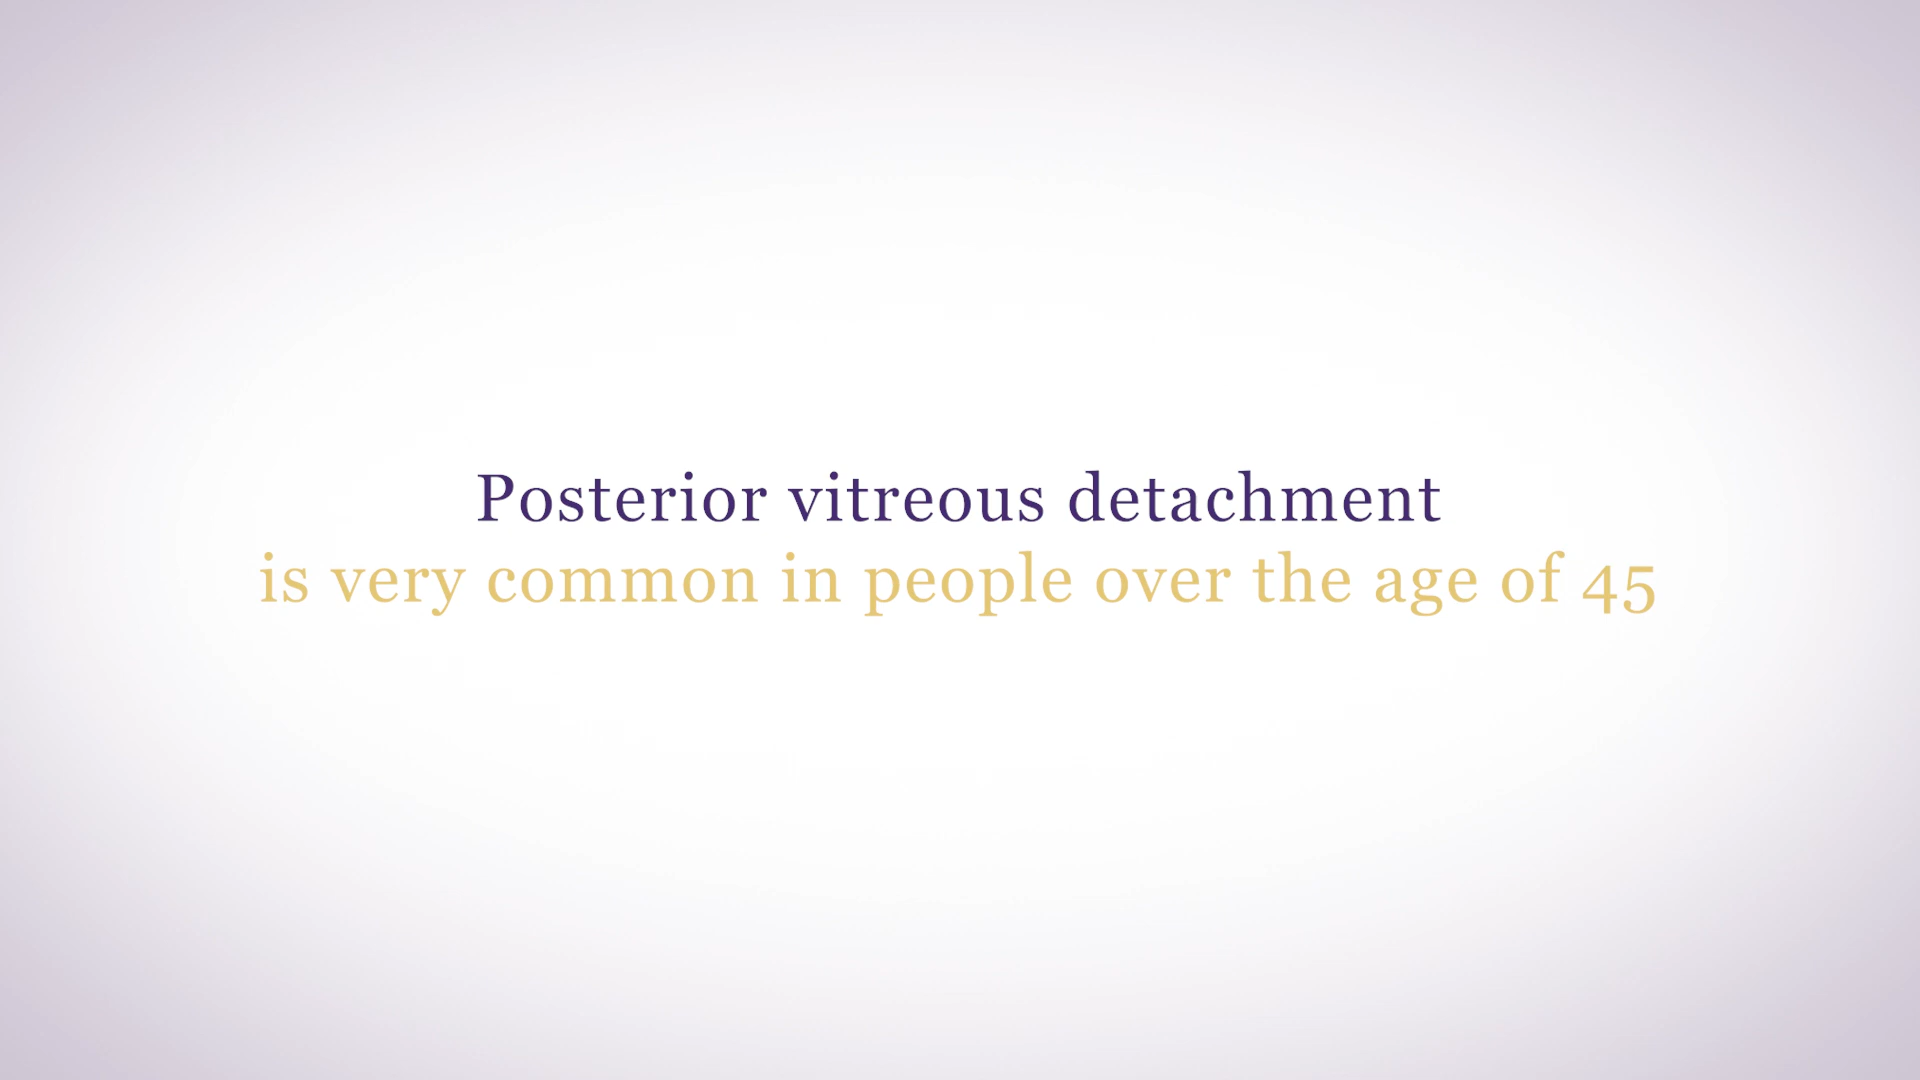 Posterior vitreous detachment
is very common in people over the age of 45